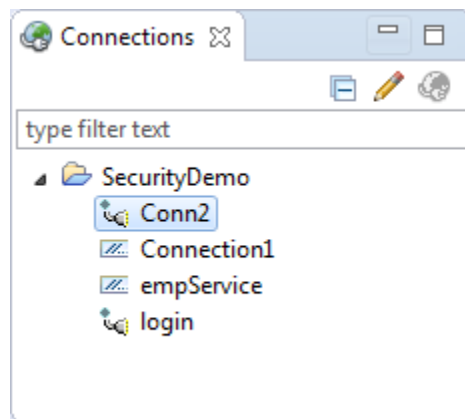 Connections
type filter text
SecurityDemo
Conn2
Connection1
empService
login